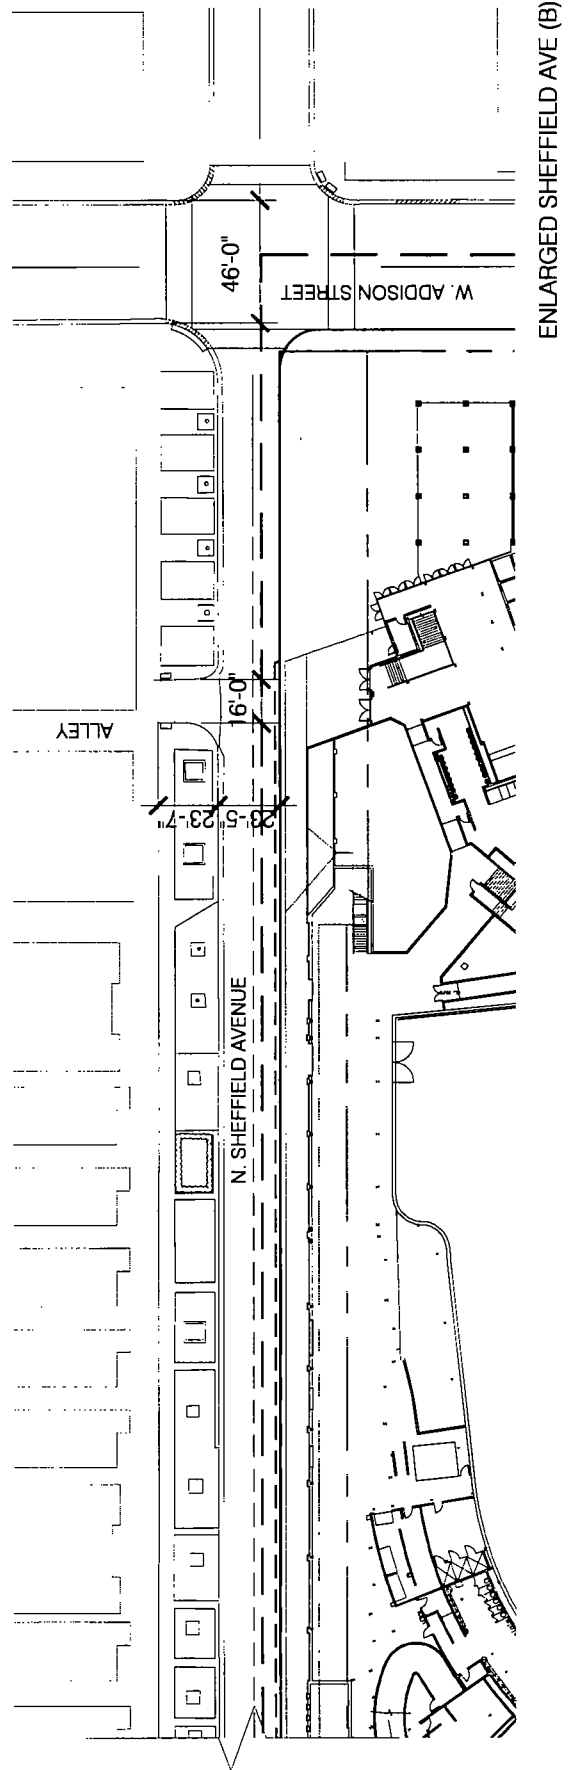 ENLARGED SHEFFIELD AVE (B)
46'-0"
W. ADDISON STREET
16'-0"
ALLEY
23'-7"
23'-5"
N. SHEFFIELD AVENUE